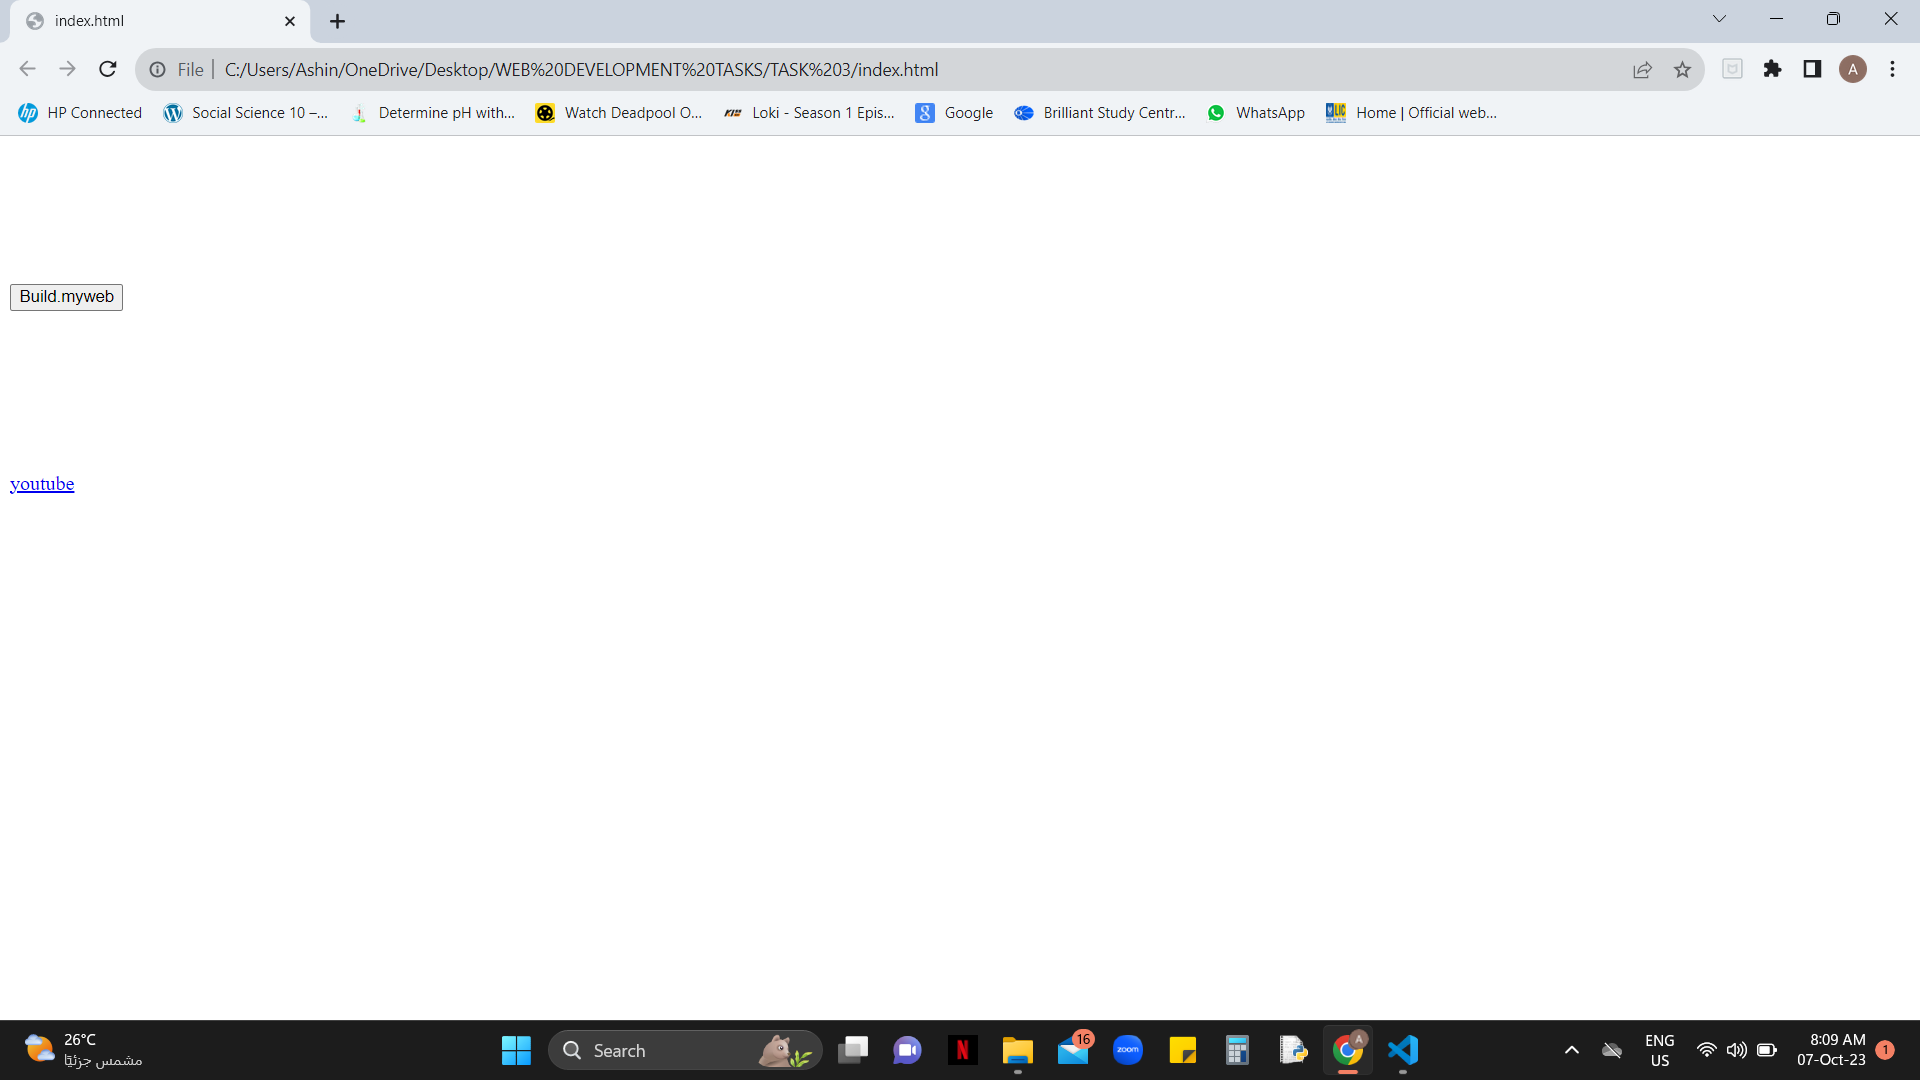 index.html
File
C:/Users/Ashin/OneDrive/Desktop/WEB%20DEVELOPMENT%20TASKS/TASK%203/index.html
A
HP Connected
Social Science 10 –...
Determine pH with...
Watch Deadpool O...
Loki - Season 1 Epis...
Google
Brilliant Study Centr...
WhatsApp
Home | Official web...
Build.myweb
youtube
26°C
مشمس جزئيًا
Search
16
zoom
A
ENG
US
8:09 AM
07-Oct-23
1